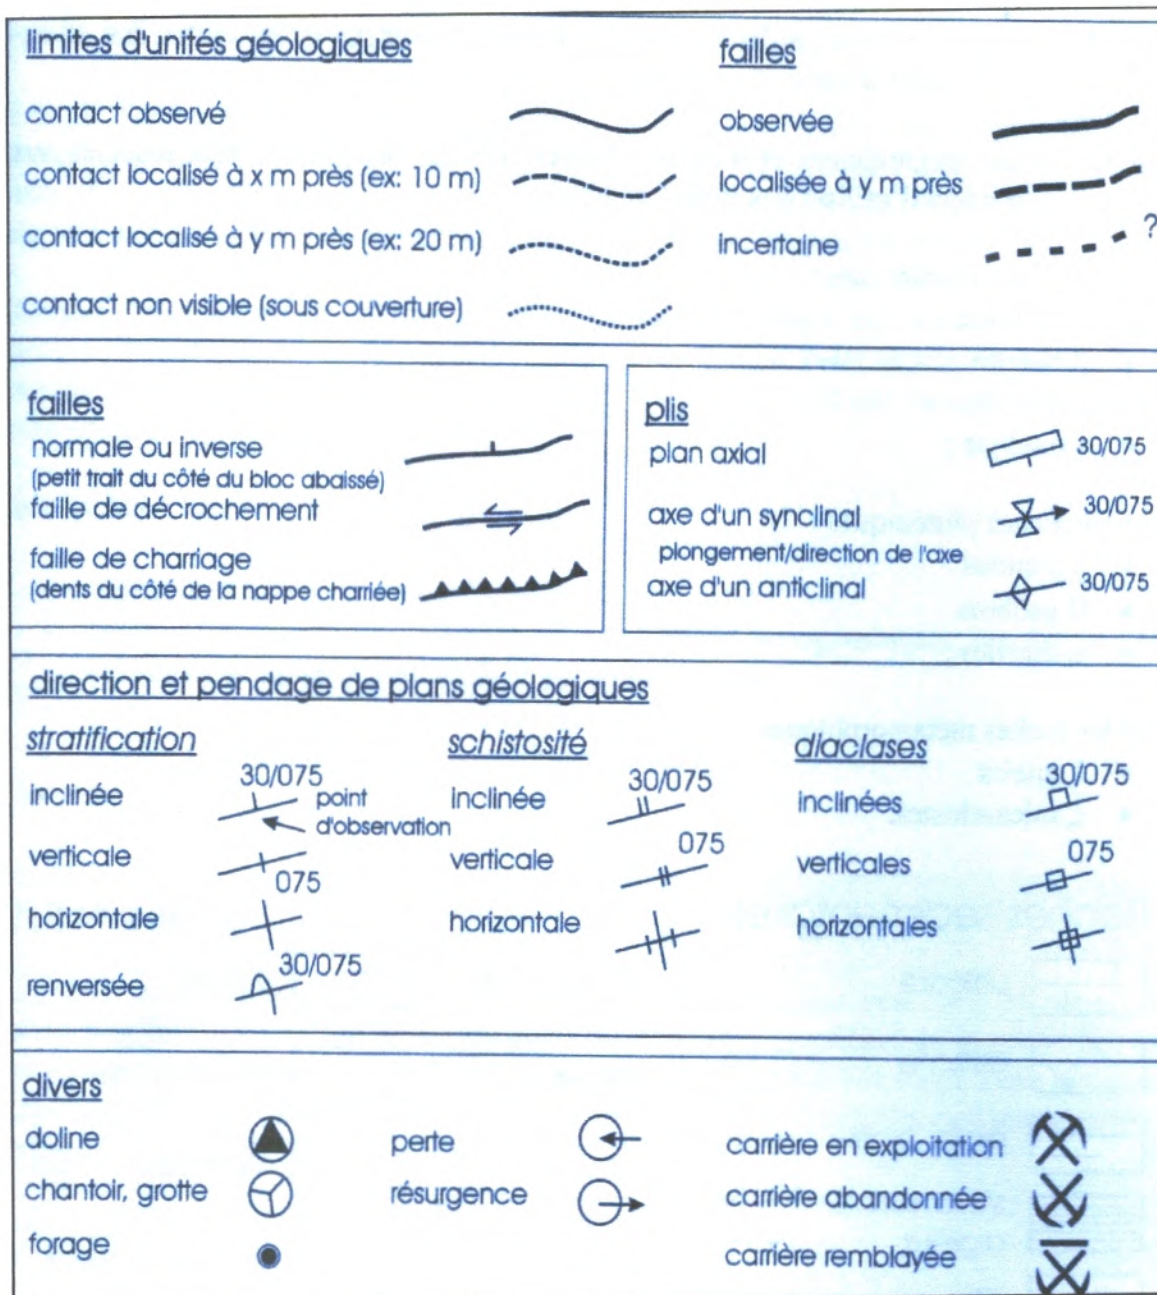 limites d'unités géologiques
contact observé
contact localisé à x m près (ex: 10 m)
contact localisé à y m près (ex: 20 m)
contact non visible (sous couverture)
failles
observée
localisée à y m près
incertaine ?
failles
normale ou inverse
(petit trait du côté du bloc abaissé)
faille de décrochement
faille de charriage
(dents du côté de la nappe charriée)
plis
plan axial 30/075
axe d'un synclinal 30/075
plongement/direction de l'axe
axe d'un anticlinal 30/075
direction et pendage de plans géologiques
stratification
inclinée 30/075 point
d'observation
verticale 075
horizontale
renversée 30/075
schistosité
inclinée 30/075
verticale 075
horizontale
diaclases
inclinées 30/075
verticales 075
horizontales
divers
doline
chantoir, grotte
forage
perte
résurgence
carrière en exploitation
carrière abandonnée
carrière remblayée